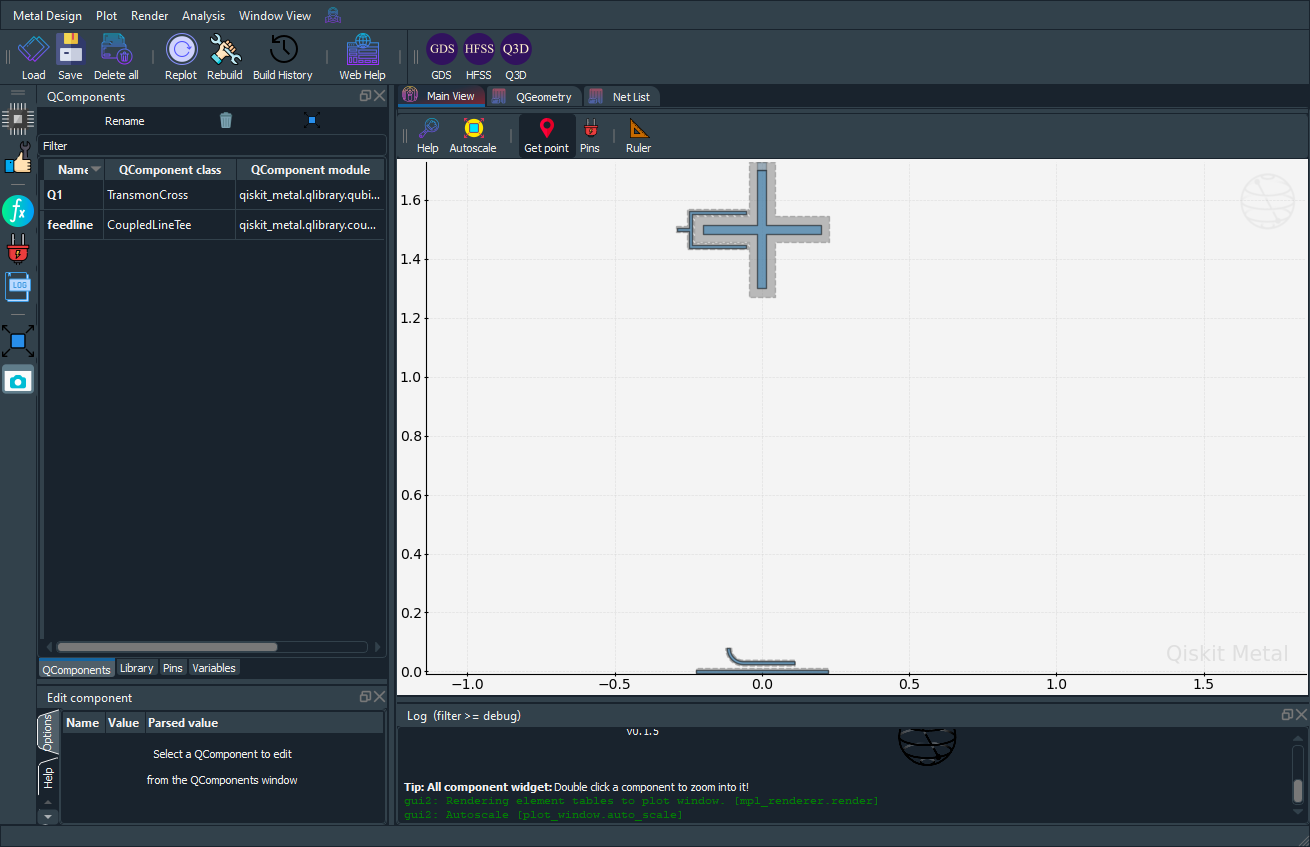 Metal Design Plot Render Analysis Window View
GDS HFSS Q3D
Load Save Delete all Replot Rebuild Build History Web Help GDS HFSS Q3D
QComponents
Main View QGeometry Net List
Rename
Help Autoscale Get point Pins Ruler
Filter
Name QComponent class QComponent module
Q1 TransmonCross qiskit_metal.qlibrary.qubi...
feedline CoupledLineTee qiskit_metal.qlibrary.cou...
fx
LOG
1.6
1.4
1.2
1.0
0.8
0.6
0.4
0.2
0.0
−1.0 −0.5 0.0 0.5 1.0 1.5
Qiskit Metal
QComponents Library Pins Variables
Edit component
Options
Help
Name Value Parsed value
Select a QComponent to edit
from the QComponents window
Log (filter >= debug)
v0.1.5
Tip: All component widget: Double click a component to zoom into it!
gui2: Rendering element tables to plot window. [mpl_renderer.render]
gui2: Autoscale [plot_window.auto_scale]